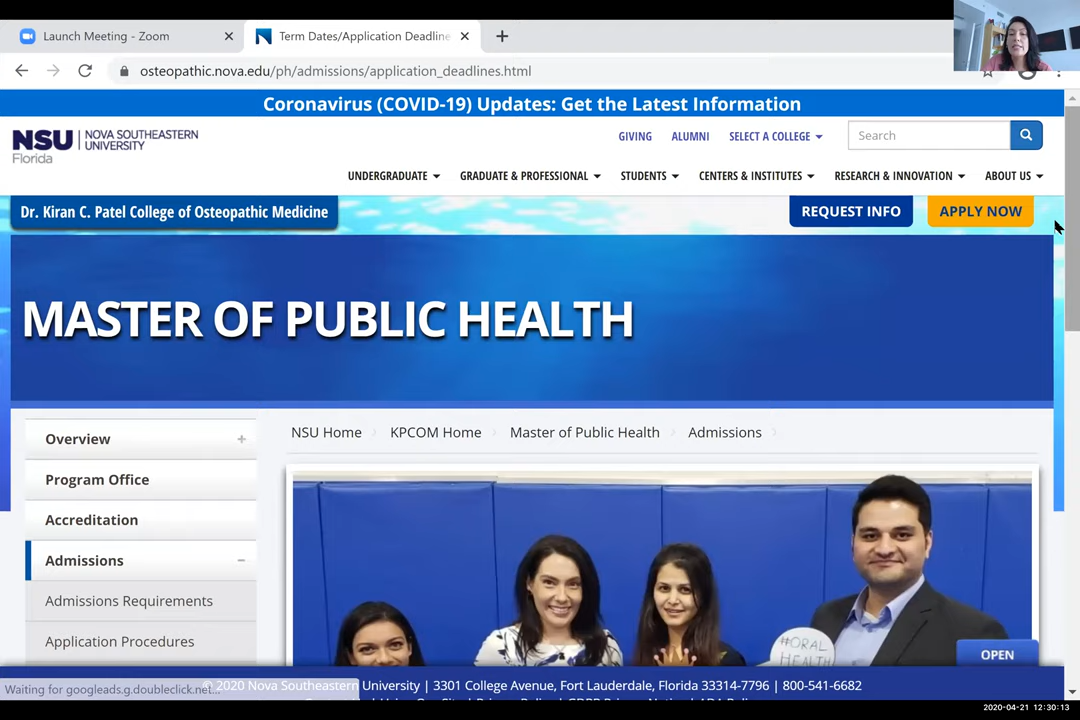 Launch Meeting - Zoom
Term Dates/Application Deadline
osteopathic.nova.edu/ph/admissions/application_deadlines.html
Coronavirus (COVID-19) Updates: Get the Latest Information
NSU NOVA SOUTHEASTERN UNIVERSITY
Florida
GIVING ALUMNI SELECT A COLLEGE Search
UNDERGRADUATE GRADUATE & PROFESSIONAL STUDENTS CENTERS & INSTITUTES RESEARCH & INNOVATION ABOUT US
Dr. Kiran C. Patel College of Osteopathic Medicine
REQUEST INFO APPLY NOW
MASTER OF PUBLIC HEALTH
Overview +
Program Office
Accreditation
Admissions -
Admissions Requirements
Application Procedures
NSU Home KPCOM Home Master of Public Health Admissions
#ORAL
HEALTH
OPEN
Waiting for googleads.g.doubleclick.net...
© 2020 Nova Southeastern University | 3301 College Avenue, Fort Lauderdale, Florida 33314-7796 | 800-541-6682
2020-04-21 12:30:13